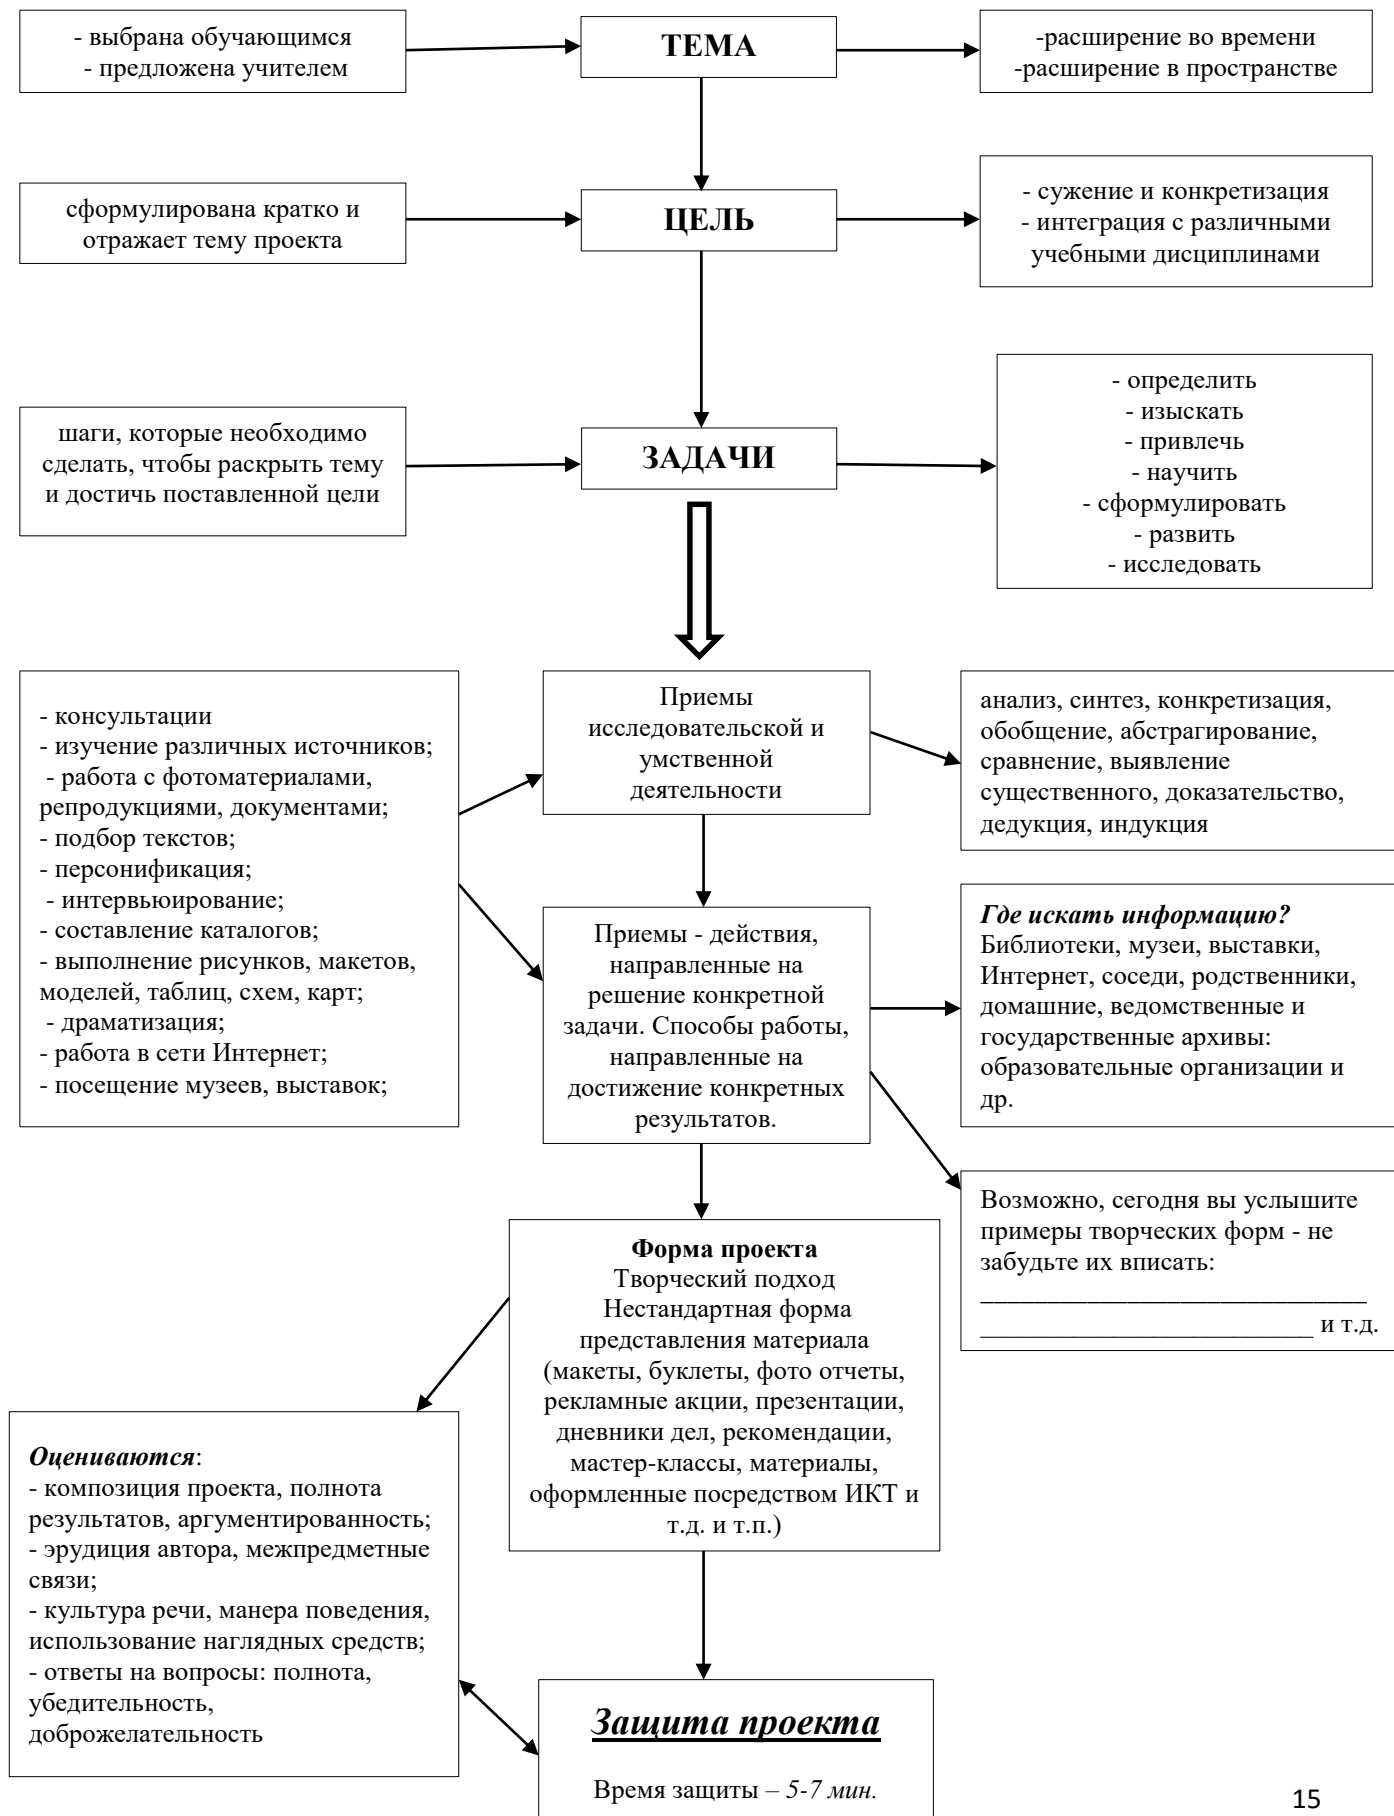 - выбрана обучающимся
- предложена учителем
ТЕМА
-расширение во времени
-расширение в пространстве
сформулирована кратко и
отражает тему проекта
ЦЕЛЬ
- сужение и конкретизация
- интеграция с различными
учебными дисциплинами
шаги, которые необходимо
сделать, чтобы раскрыть тему
и достичь поставленной цели
ЗАДАЧИ
- определить
- изыскать
- привлечь
- научить
- сформулировать
- развить
- исследовать
- консультации
- изучение различных источников;
- работа с фотоматериалами,
репродукциями, документами;
- подбор текстов;
- персонификация;
- интервьюирование;
- составление каталогов;
- выполнение рисунков, макетов,
моделей, таблиц, схем, карт;
- драматизация;
- работа в сети Интернет;
- посещение музеев, выставок;
Приемы
исследовательской и
умственной
деятельности
анализ, синтез, конкретизация,
обобщение, абстрагирование,
сравнение, выявление
существенного, доказательство,
дедукция, индукция
Приемы - действия,
направленные на
решение конкретной
задачи. Способы работы,
направленные на
достижение конкретных
результатов.
Где искать информацию?
Библиотеки, музеи, выставки,
Интернет, соседи, родственники,
домашние, ведомственные и
государственные архивы:
образовательные организации и
др.
Возможно, сегодня вы услышите
примеры творческих форм - не
забудьте их вписать:
_____________________________
_________________________ и т.д.
Форма проекта
Творческий подход
Нестандартная форма
представления материала
(макеты, буклеты, фото отчеты,
рекламные акции, презентации,
дневники дел, рекомендации,
мастер-классы, материалы,
оформленные посредством ИКТ и
т.д. и т.п.)
Оцениваются:
- композиция проекта, полнота
результатов, аргументированность;
- эрудиция автора, межпредметные
связи;
- культура речи, манера поведения,
использование наглядных средств;
- ответы на вопросы: полнота,
убедительность,
доброжелательность
Защита проекта
Время защиты – 5-7 мин.
15